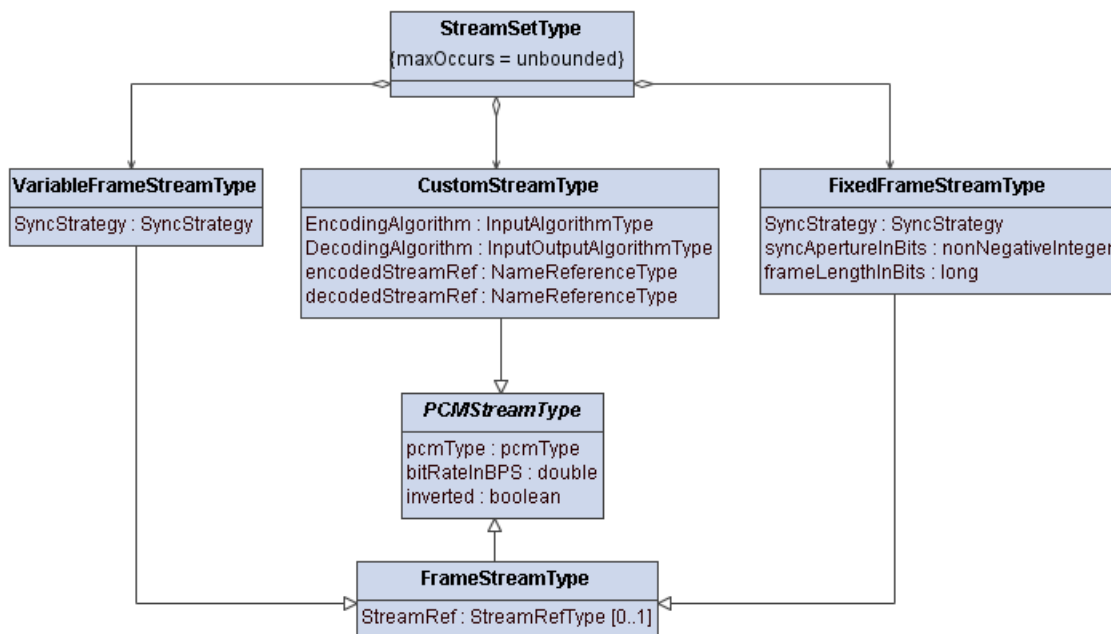 StreamSetType
{maxOccurs = unbounded}
VariableFrameStreamType
SyncStrategy : SyncStrategy
CustomStreamType
EncodingAlgorithm : InputAlgorithmType
DecodingAlgorithm : InputOutputAlgorithmType
encodedStreamRef : NameReferenceType
decodedStreamRef : NameReferenceType
FixedFrameStreamType
SyncStrategy : SyncStrategy
syncApertureInBits : nonNegativeInteger
frameLengthInBits : long
PCMStreamType
pcmType : pcmType
bitRateInBPS : double
inverted : boolean
FrameStreamType
StreamRef : StreamRefType [0..1]